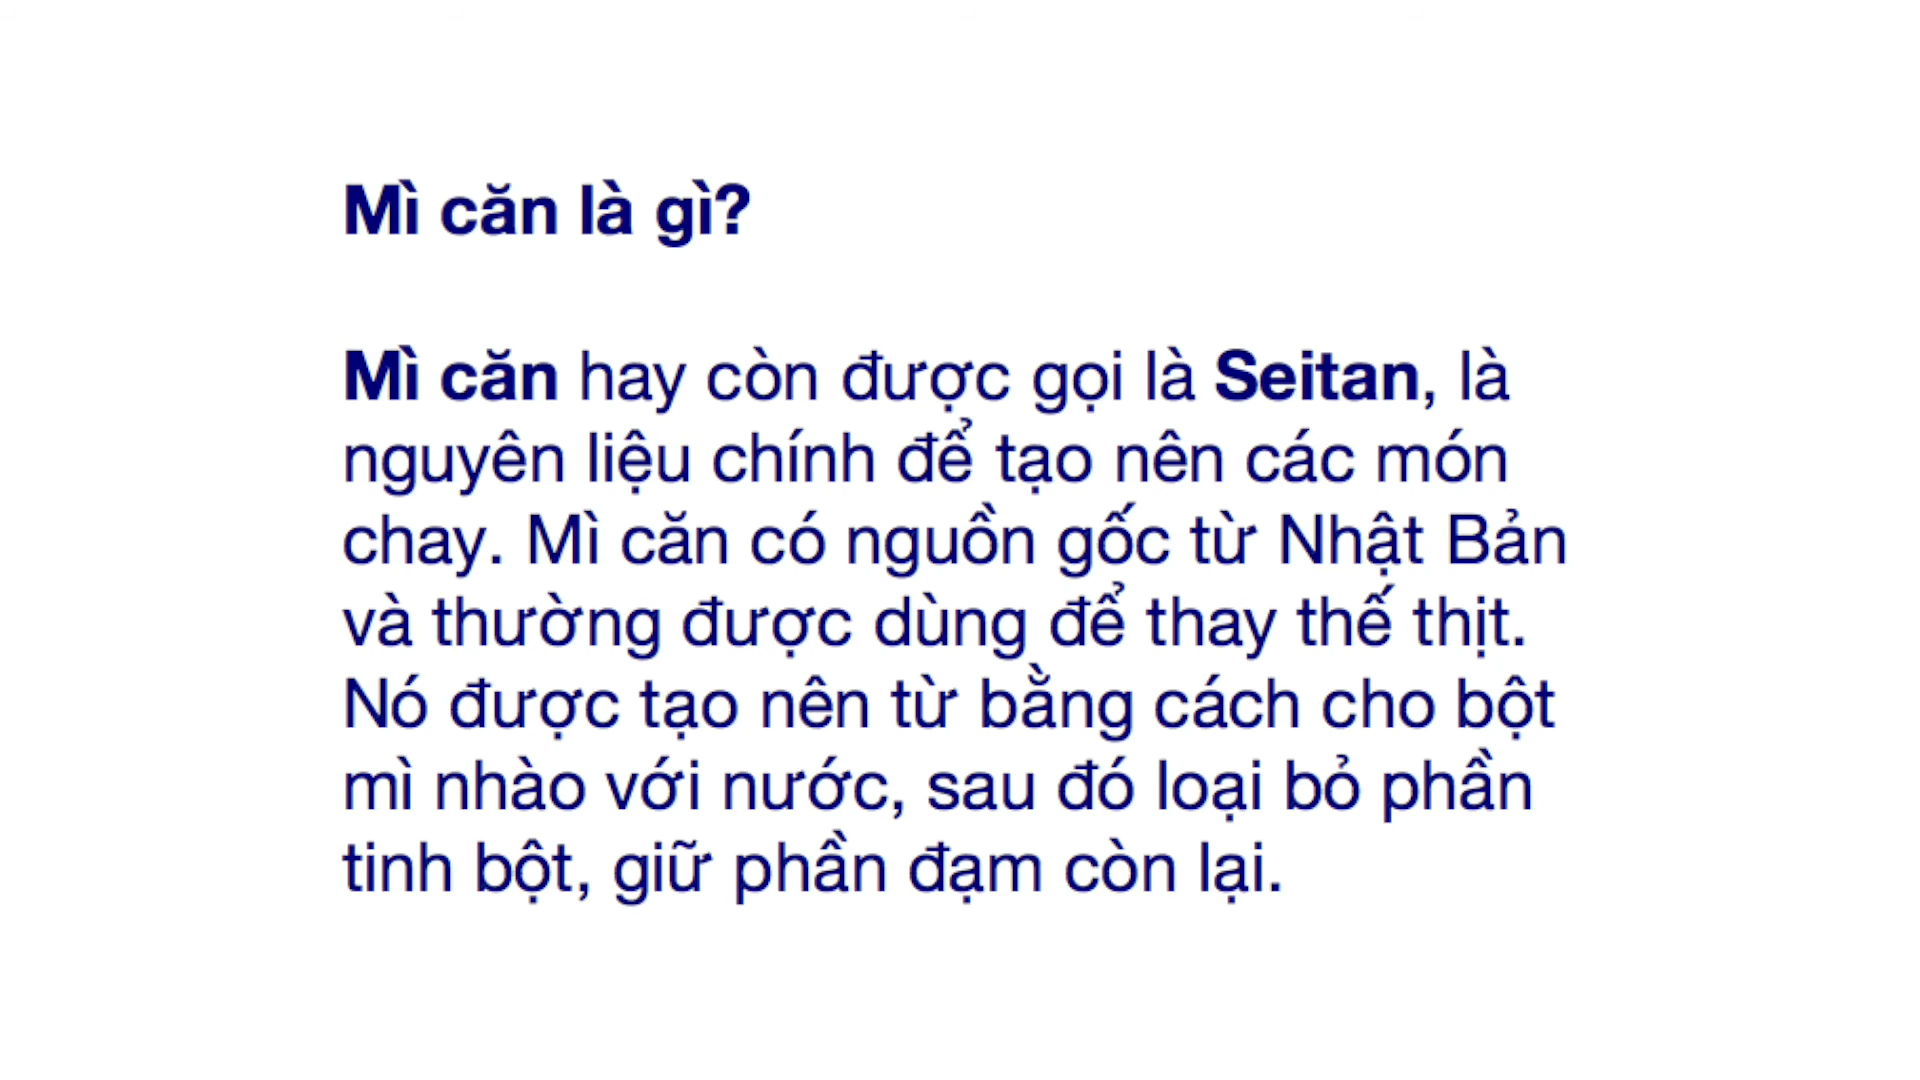 Mì căn là gì?
Mì căn hay còn được gọi là Seitan, là
nguyên liệu chính để tạo nên các món
chay. Mì căn có nguồn gốc từ Nhật Bản
và thường được dùng để thay thế thịt.
Nó được tạo nên từ bằng cách cho bột
mì nhào với nước, sau đó loại bỏ phần
tinh bột, giữ phần đạm còn lại.